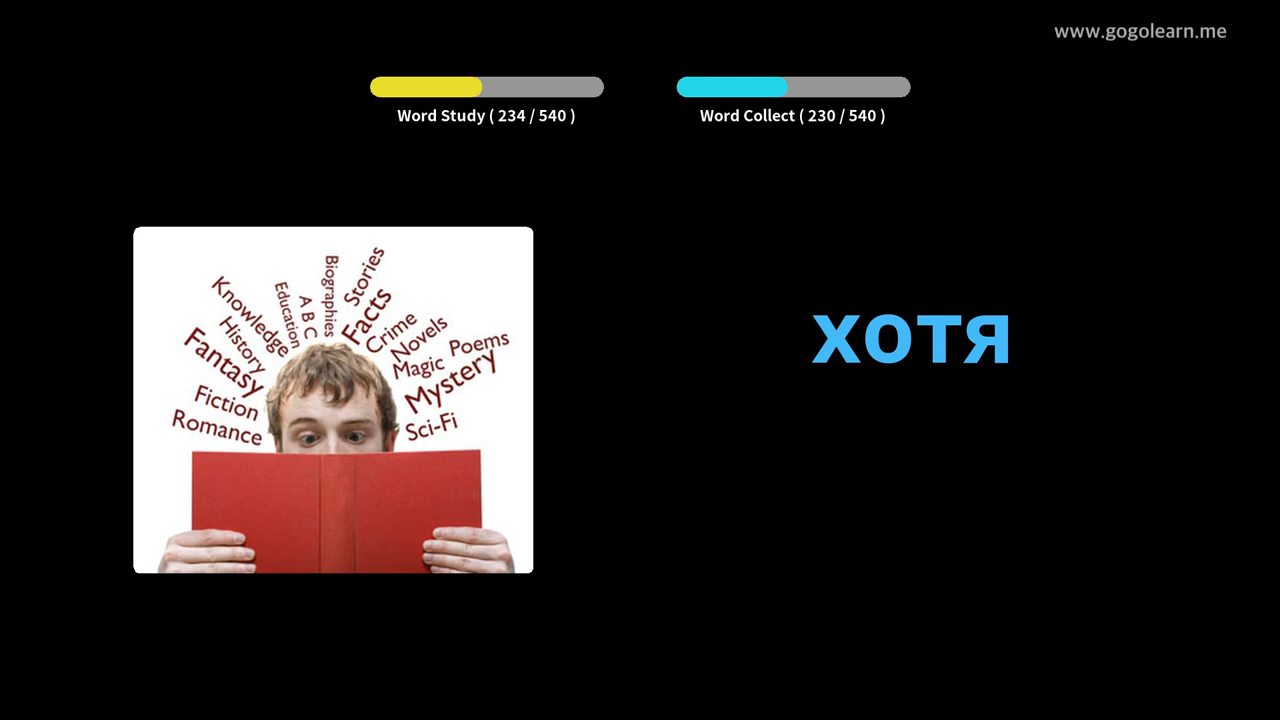 www.gogolearn.me
Word Study ( 234 / 540 )
Word Collect ( 230 / 540 )
Stories
Biographies
Facts
A B C
Education
Knowledge
Crime
Novels
History
Poems
Magic
Fantasy
Mystery
Fiction
Romance
Sci-Fi
хотя